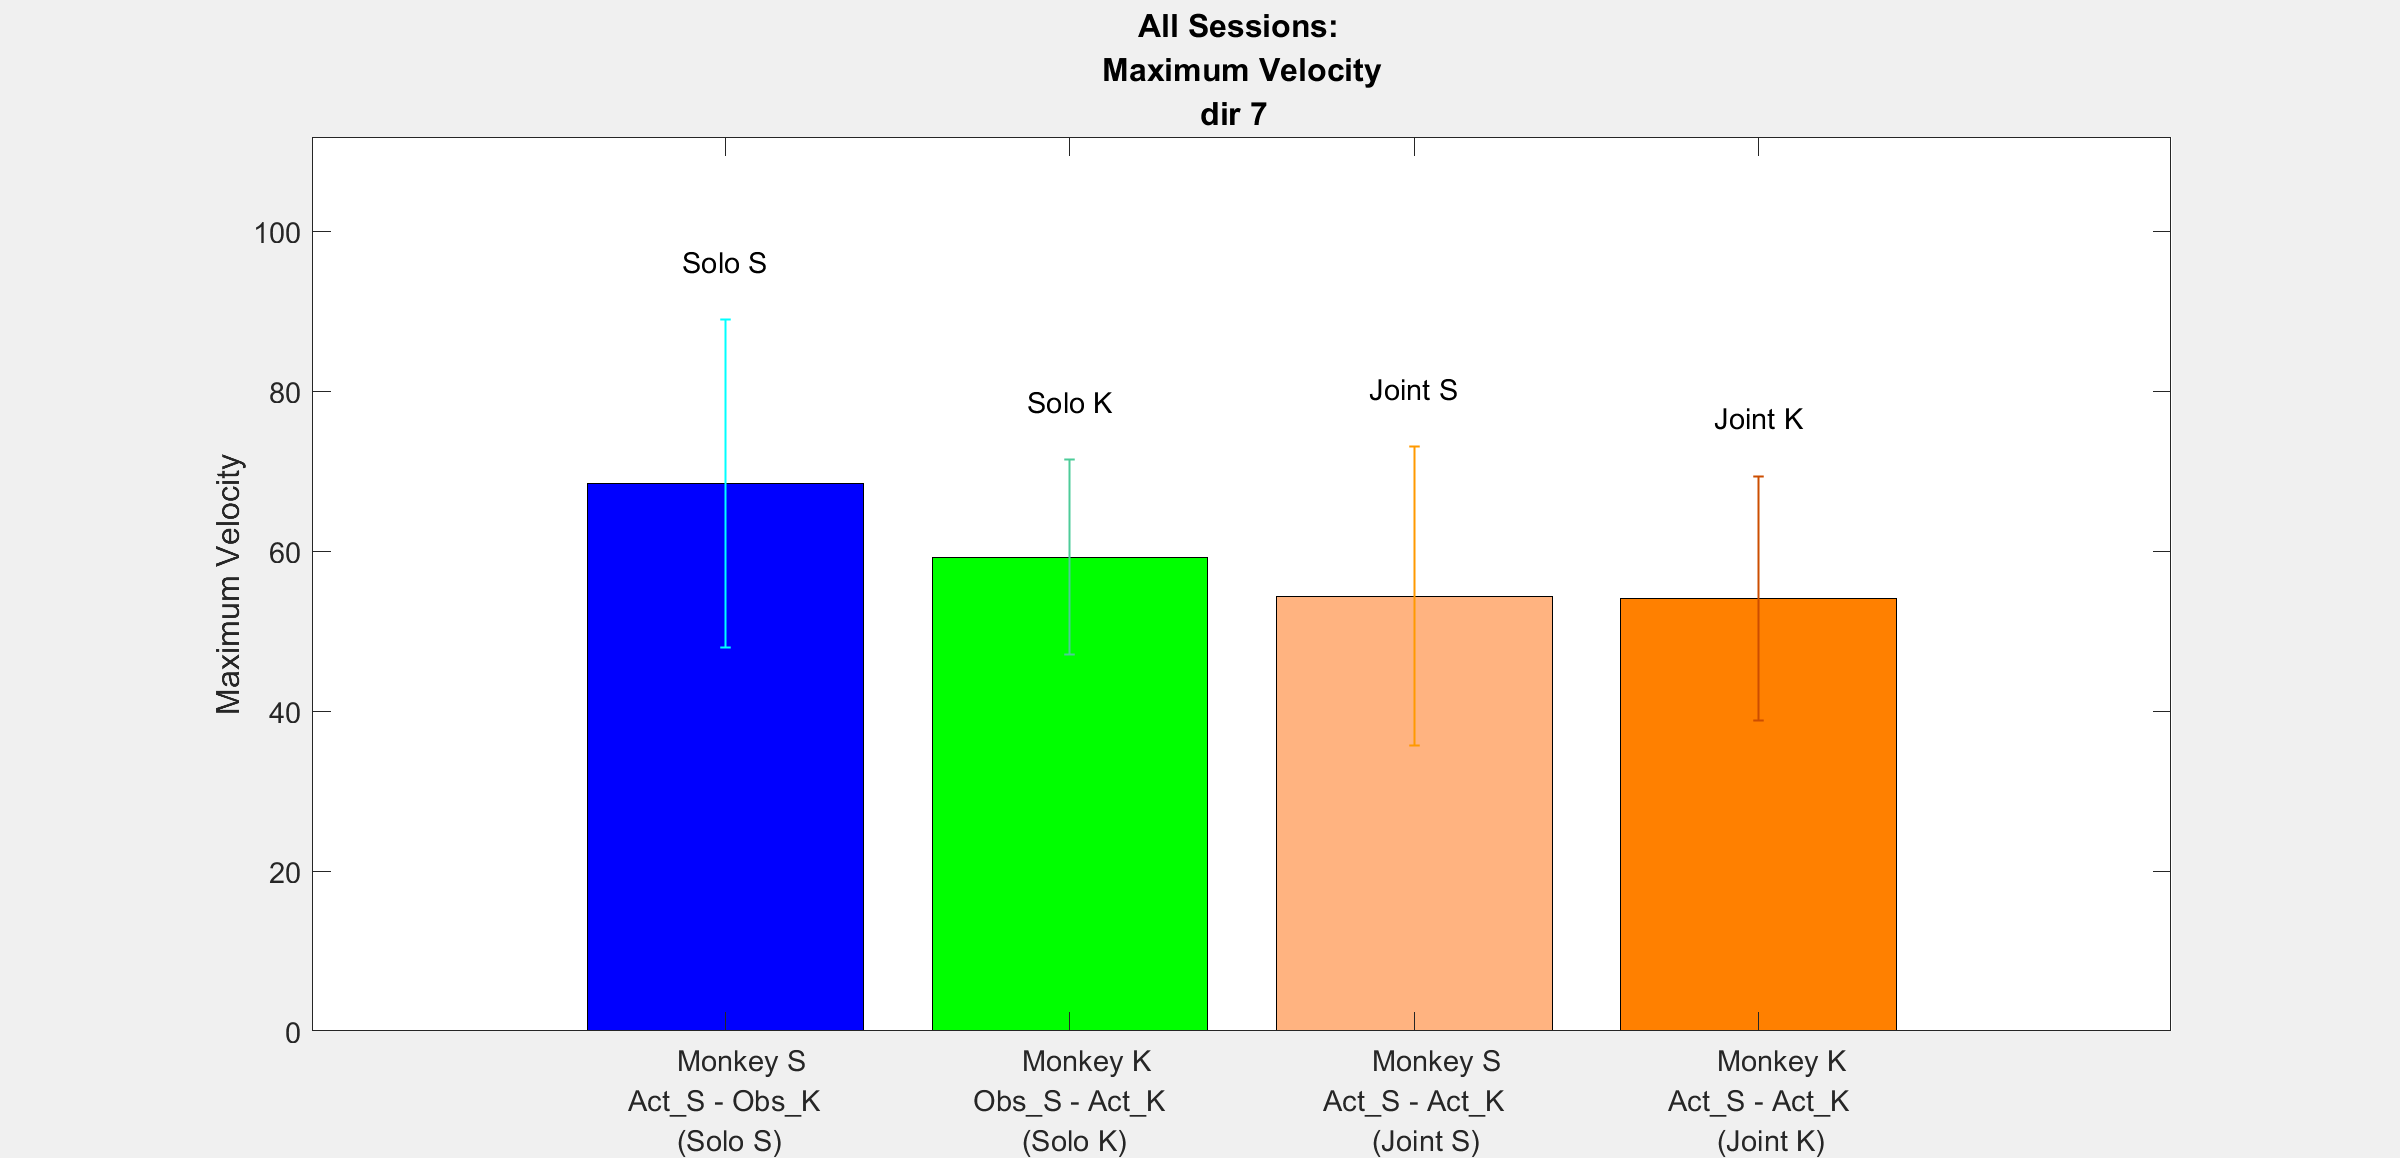 All Sessions:
Maximum Velocity
dir 7
Maximum Velocity
100
80
60
40
20
0
Solo S
Solo K
Joint S
Joint K
Monkey S
Act_S - Obs_K
(Solo S)
Monkey K
Obs_S - Act_K
(Solo K)
Monkey S
Act_S - Act_K
(Joint S)
Monkey K
Act_S - Act_K
(Joint K)